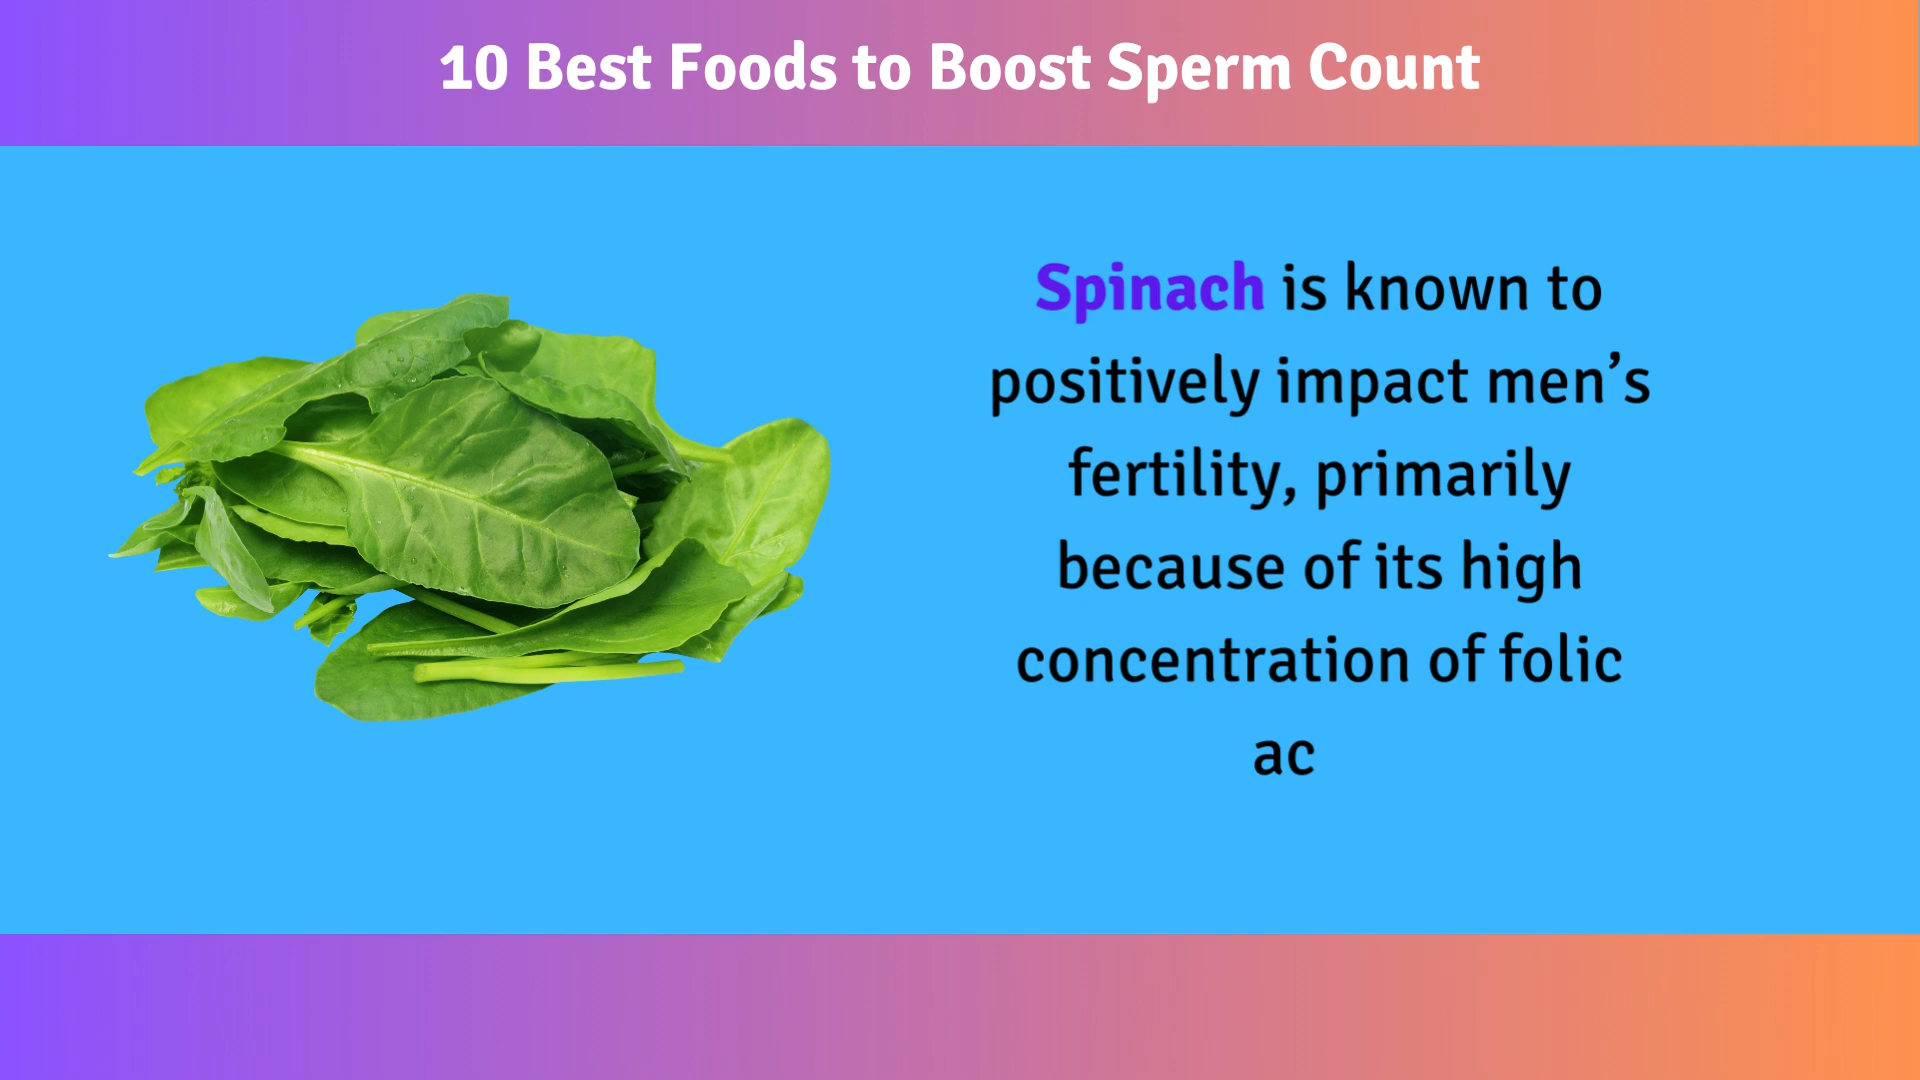 10 Best Foods to Boost Sperm Count
Spinach is known to
positively impact men’s
fertility, primarily
because of its high
concentration of folic
ac